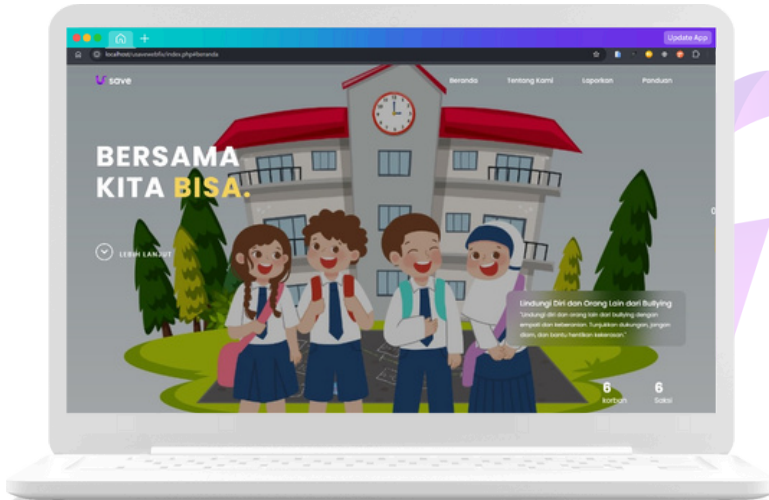 Update App
localhost/usavewebfix/index.php#beranda
save
Beranda Tentang Kami Laporkan Panduan
BERSAMA
KITA BISA.
LEBIH LANJUT
Lindungi Diri dan Orang Lain dari Bullying
"Lindungi diri dan orang lain dari bullying dengan
empati dan keberanian. Tunjukkan dukungan, jangan
diam, dan bantu hentikan kekerasan."
6 6
korban Saksi